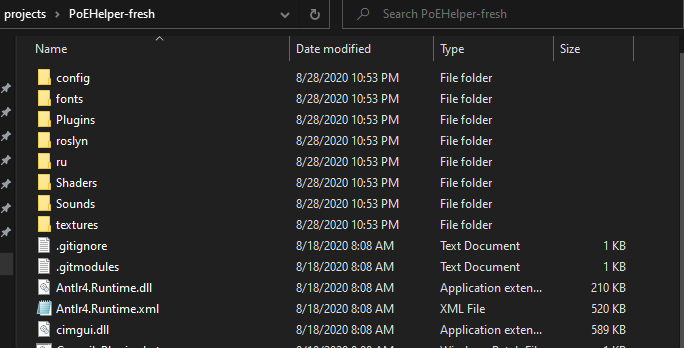 projects > PoEHelper-fresh
Search PoEHelper-fresh
Name Date modified Type Size
config 8/28/2020 10:53 PM File folder
fonts 8/28/2020 10:53 PM File folder
Plugins 8/28/2020 10:53 PM File folder
roslyn 8/28/2020 10:53 PM File folder
ru 8/28/2020 10:53 PM File folder
Shaders 8/28/2020 10:53 PM File folder
Sounds 8/28/2020 10:53 PM File folder
textures 8/28/2020 10:53 PM File folder
.gitignore 8/18/2020 8:08 AM Text Document 1 KB
.gitmodules 8/18/2020 8:08 AM Text Document 1 KB
Antlr4.Runtime.dll 8/18/2020 8:08 AM Application exten... 210 KB
Antlr4.Runtime.xml 8/18/2020 8:08 AM XML File 520 KB
cimgui.dll 8/18/2020 8:08 AM Application exten... 589 KB